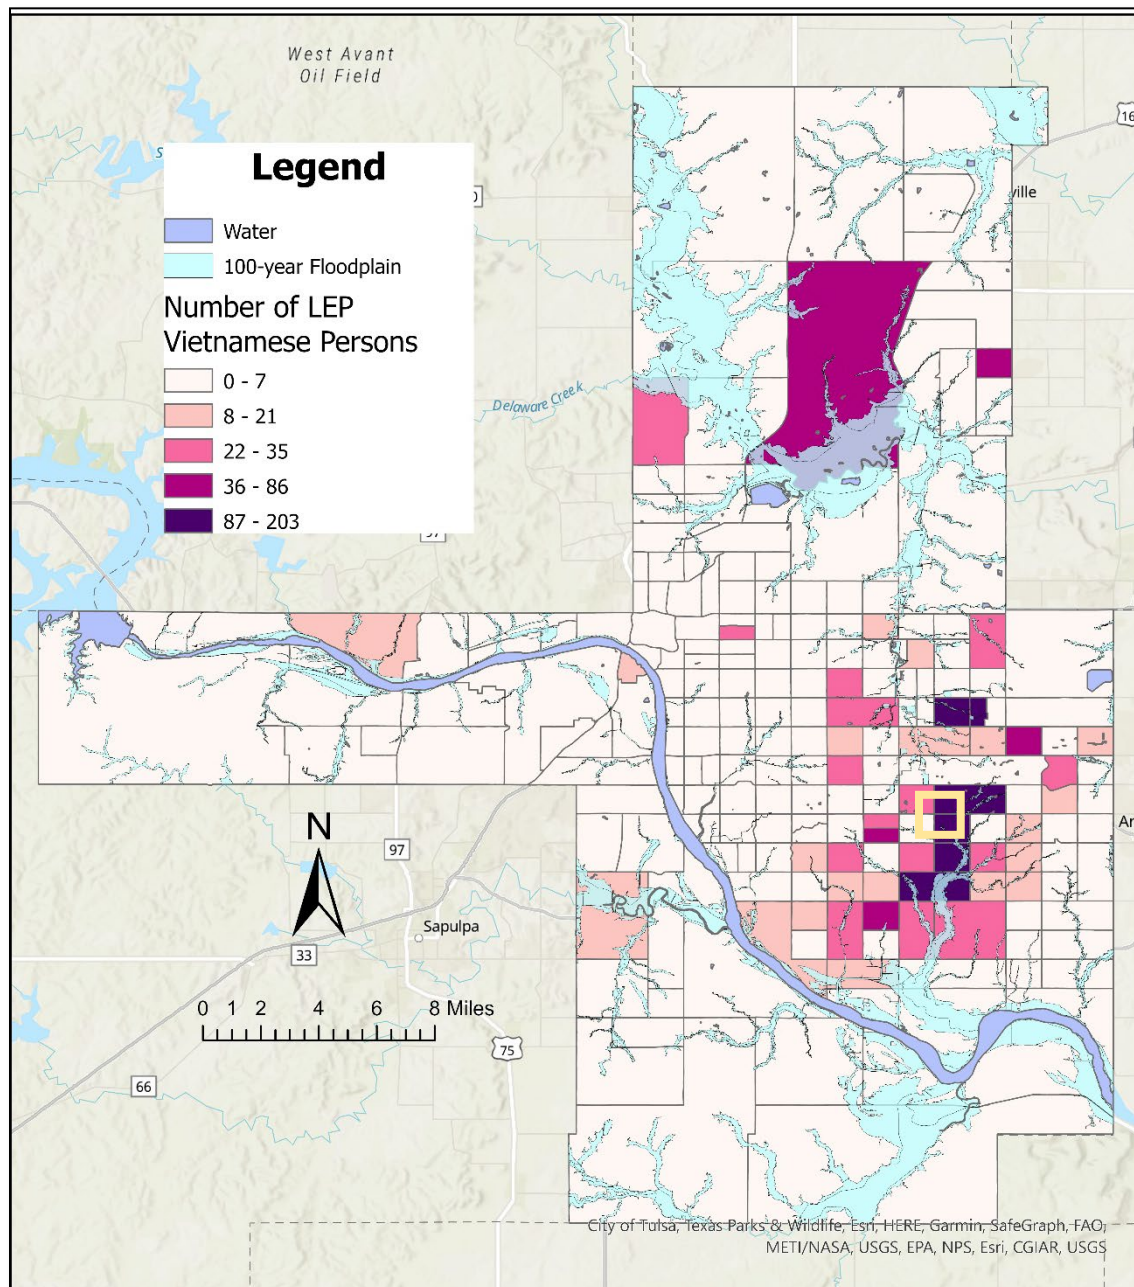 West Avant
Oil Field
16
Legend
S
Water
ville
0
100-year Floodplain
Number of LEP
Vietnamese Persons
0 - 7
8 - 21
Delaware Creek
22 - 35
36 - 86
87 - 203
97
N
97
Ar
Sapulpa
33
0 1 2 4 6 8 Miles
75
66
City of Tulsa, Texas Parks & Wildlife, Esri, HERE, Garmin, SafeGraph, FAO,
METI/NASA, USGS, EPA, NPS, Esri, CGIAR, USGS